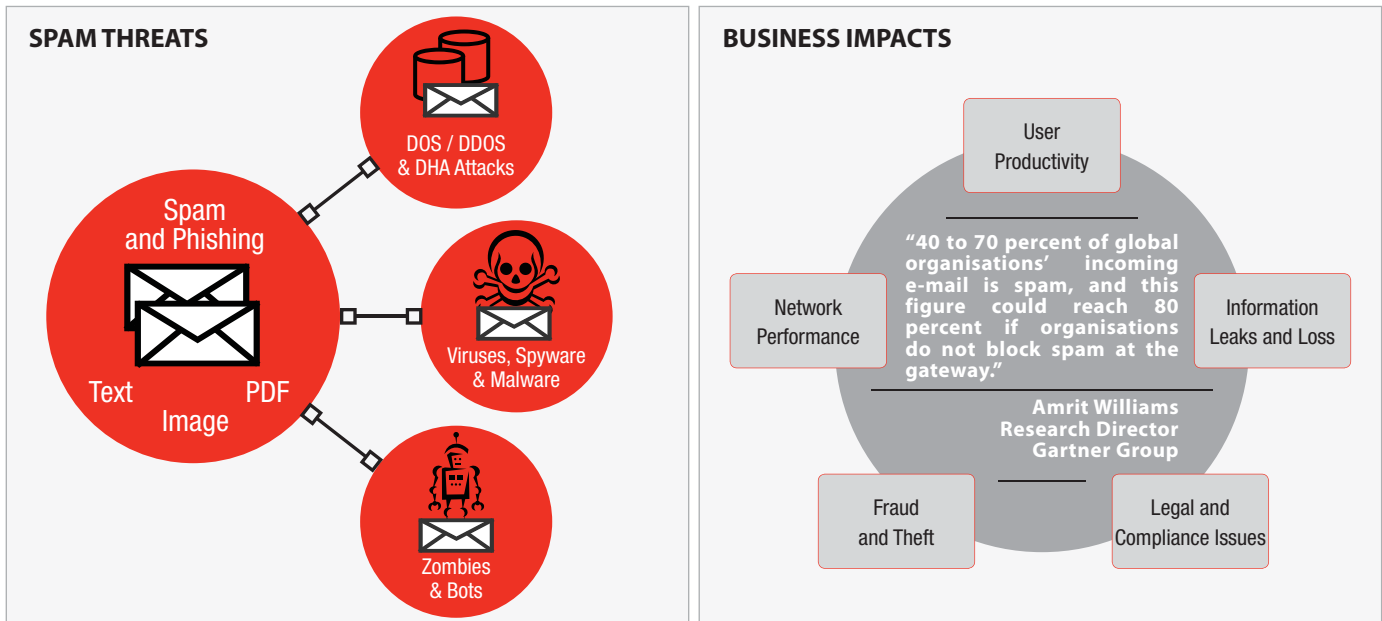 SPAM THREATS
DOS / DDOS
& DHA Attacks
Spam
and Phishing
Text
PDF
Image
Viruses, Spyware
& Malware
Zombies
& Bots
BUSINESS IMPACTS
User
Productivity
“40 to 70 percent of global
organisations’ incoming
e-mail is spam, and this
figure could reach 80
percent if organisations
do not block spam at the
gateway.”
Amrit Williams
Research Director
Gartner Group
Network
Performance
Information
Leaks and Loss
Fraud
and Theft
Legal and
Compliance Issues